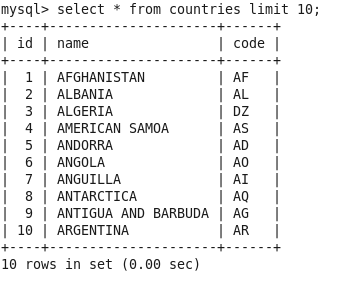 mysql> select * from countries limit 10;
+----+---------------------+------+
| id | name                | code |
+----+---------------------+------+
|  1 | AFGHANISTAN         | AF   |
|  2 | ALBANIA             | AL   |
|  3 | ALGERIA             | DZ   |
|  4 | AMERICAN SAMOA      | AS   |
|  5 | ANDORRA             | AD   |
|  6 | ANGOLA              | AO   |
|  7 | ANGUILLA            | AI   |
|  8 | ANTARCTICA          | AQ   |
|  9 | ANTIGUA AND BARBUDA | AG   |
| 10 | ARGENTINA           | AR   |
+----+---------------------+------+
10 rows in set (0.00 sec)